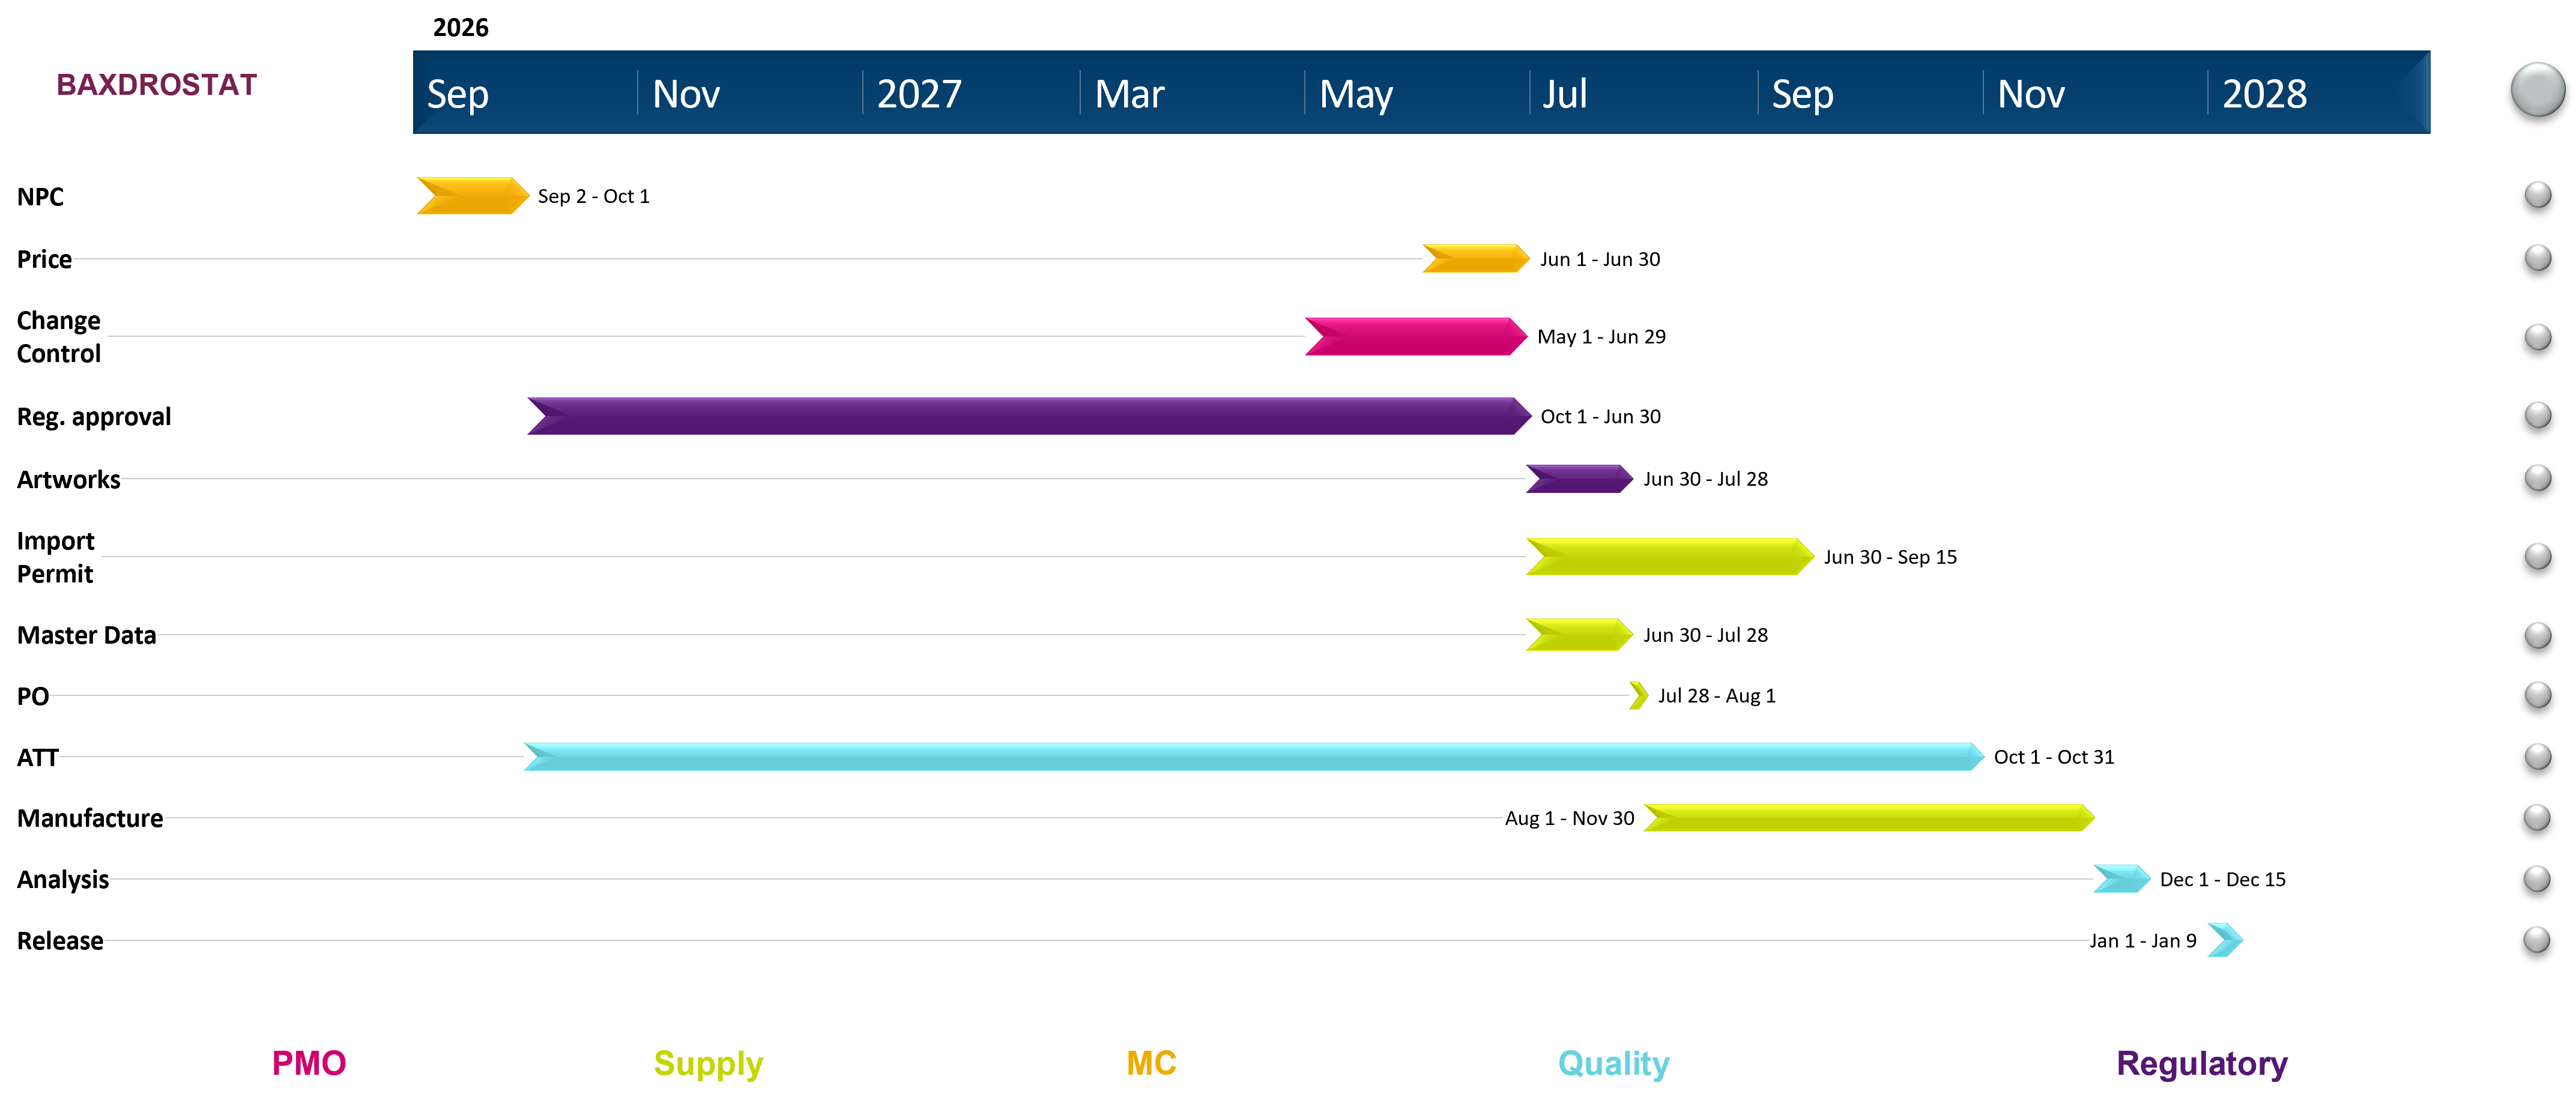 2026
BAXDROSTAT
Sep Nov 2027 Mar May Jul Sep Nov 2028
NPC Sep 2 - Oct 1
Price Jun 1 - Jun 30
Change
Control
May 1 - Jun 29
Reg. approval Oct 1 - Jun 30
Artworks Jun 30 - Jul 28
Import
Permit
Jun 30 - Sep 15
Master Data Jun 30 - Jul 28
PO Jul 28 - Aug 1
ATT Oct 1 - Oct 31
Manufacture Aug 1 - Nov 30
Analysis Dec 1 - Dec 15
Release Jan 1 - Jan 9
PMO Supply MC Quality Regulatory